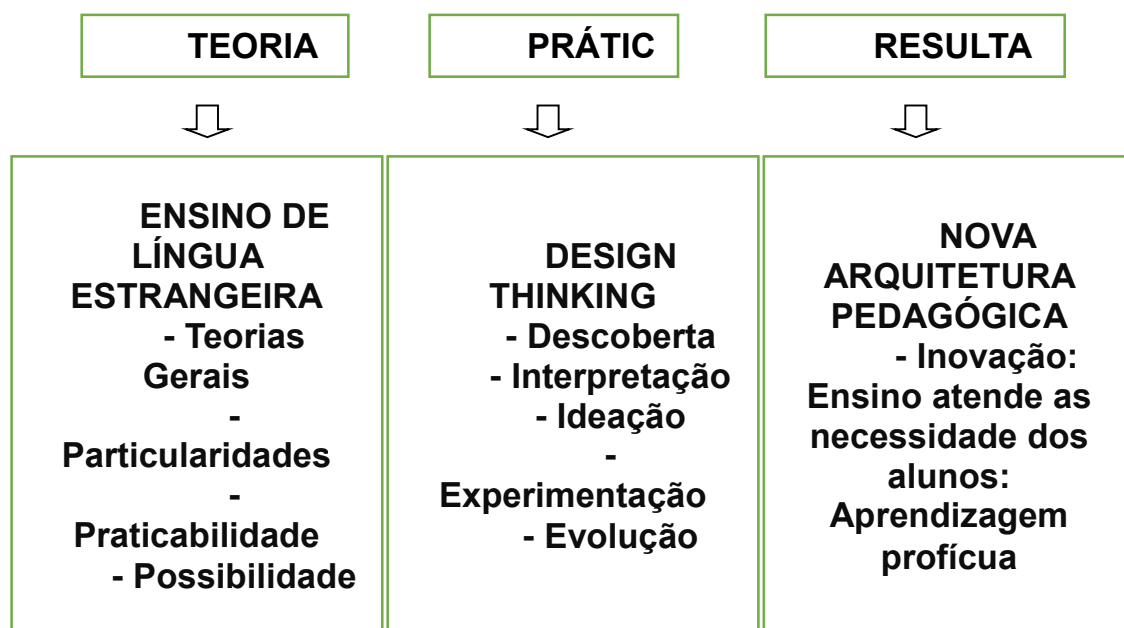 TEORIA
PRÁTIC
RESULTA
ENSINO DE
LÍNGUA
ESTRANGEIRA
- Teorias
Gerais
-
Particularidades
-
Praticabilidade
- Possibilidade
DESIGN
THINKING
- Descoberta
- Interpretação
- Ideação
-
Experimentação
- Evolução
NOVA
ARQUITETURA
PEDAGÓGICA
- Inovação:
Ensino atende as
necessidade dos
alunos:
Aprendizagem
profícua